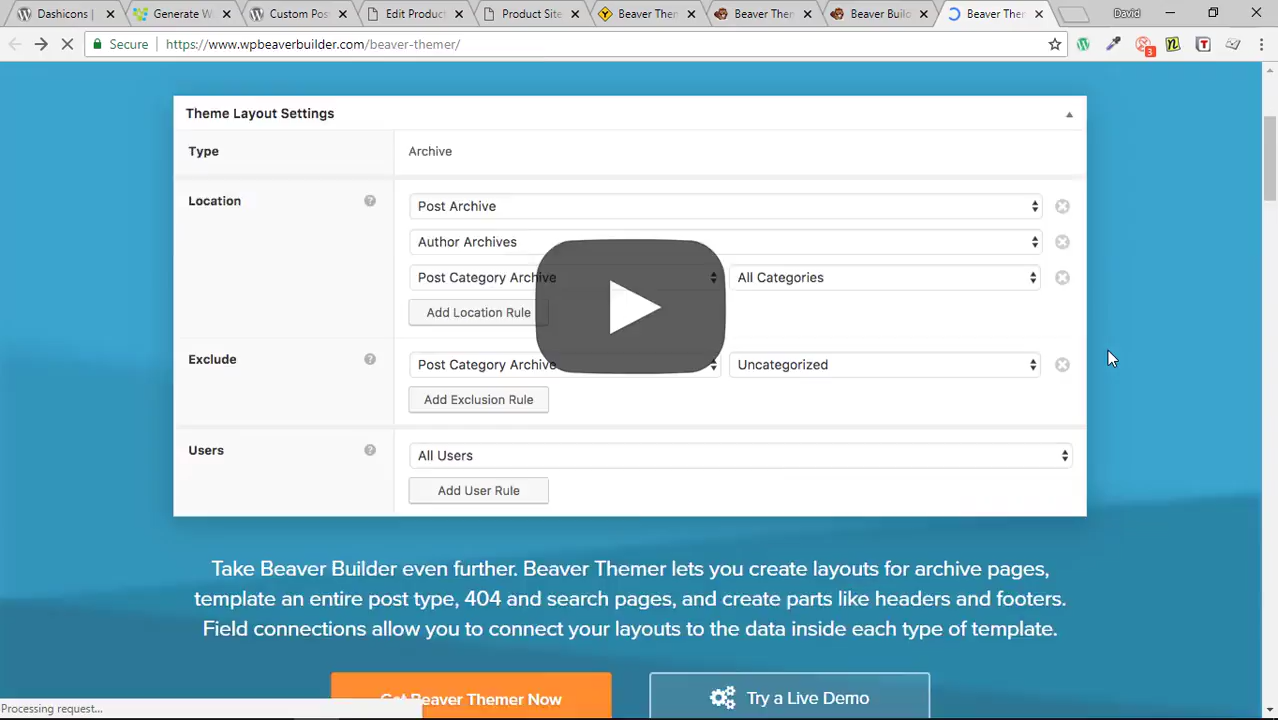 Dashicons |
Generate W
Custom Pos
Edit Product
Product Site
Beaver Them
Beaver Them
Beaver Buil
Beaver Them
David
Secure
https://www.wpbeaverbuilder.com/beaver-themer/
3
Theme Layout Settings
Type
Archive
Location
Post Archive
Author Archives
Post Category Archive
All Categories
Add Location Rule
Exclude
Post Category Archive
Uncategorized
Add Exclusion Rule
Users
All Users
Add User Rule
Take Beaver Builder even further. Beaver Themer lets you create layouts for archive pages,
template an entire post type, 404 and search pages, and create parts like headers and footers.
Field connections allow you to connect your layouts to the data inside each type of template.
Get Beaver Themer Now
Try a Live Demo
Processing request...